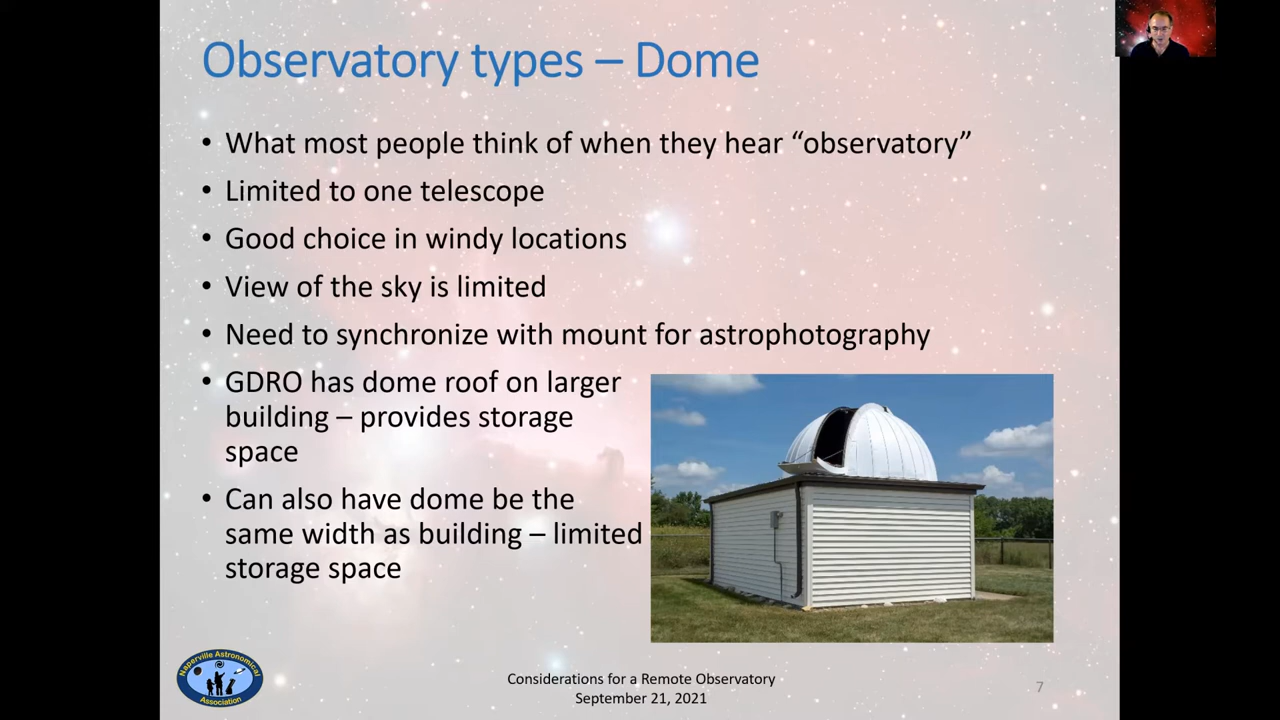 Observatory types – Dome
• What most people think of when they hear “observatory”
• Limited to one telescope
• Good choice in windy locations
• View of the sky is limited
• Need to synchronize with mount for astrophotography
• GDRO has dome roof on larger
building – provides storage
space
• Can also have dome be the
same width as building – limited
storage space
Naperville Astronomical
Association
Considerations for a Remote Observatory
September 21, 2021
7